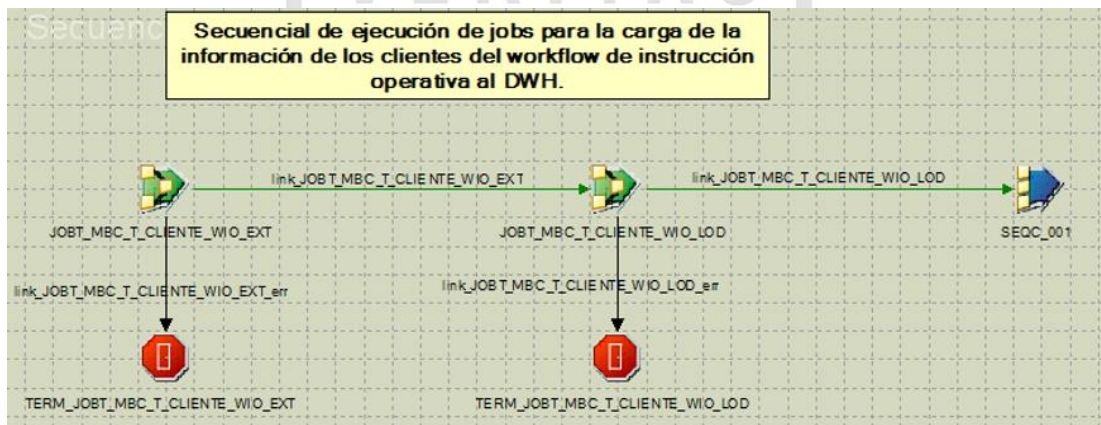 Secuenc
Secuencial de ejecución de jobs para la carga de la
información de los clientes del workflow de instrucción
operativa al DWH.
link_JOBT_MBC_T_CLIENTE_WIO_EXT
link_JOBT_MBC_T_CLIENTE_WIO_LOD
JOBT_MBC_T_CLIENTE_WIO_EXT
JOBT_MBC_T_CLIENTE_WIO_LOD
SEQC_001
link_JOBT_MBC_T_CLIENTE_WIO_EXT_err
link_JOBT_MBC_T_CLIENTE_WIO_LOD_err
TERM_JOBT_MBC_T_CLIENTE_WIO_EXT
TERM_JOBT_MBC_T_CLIENTE_WIO_LOD